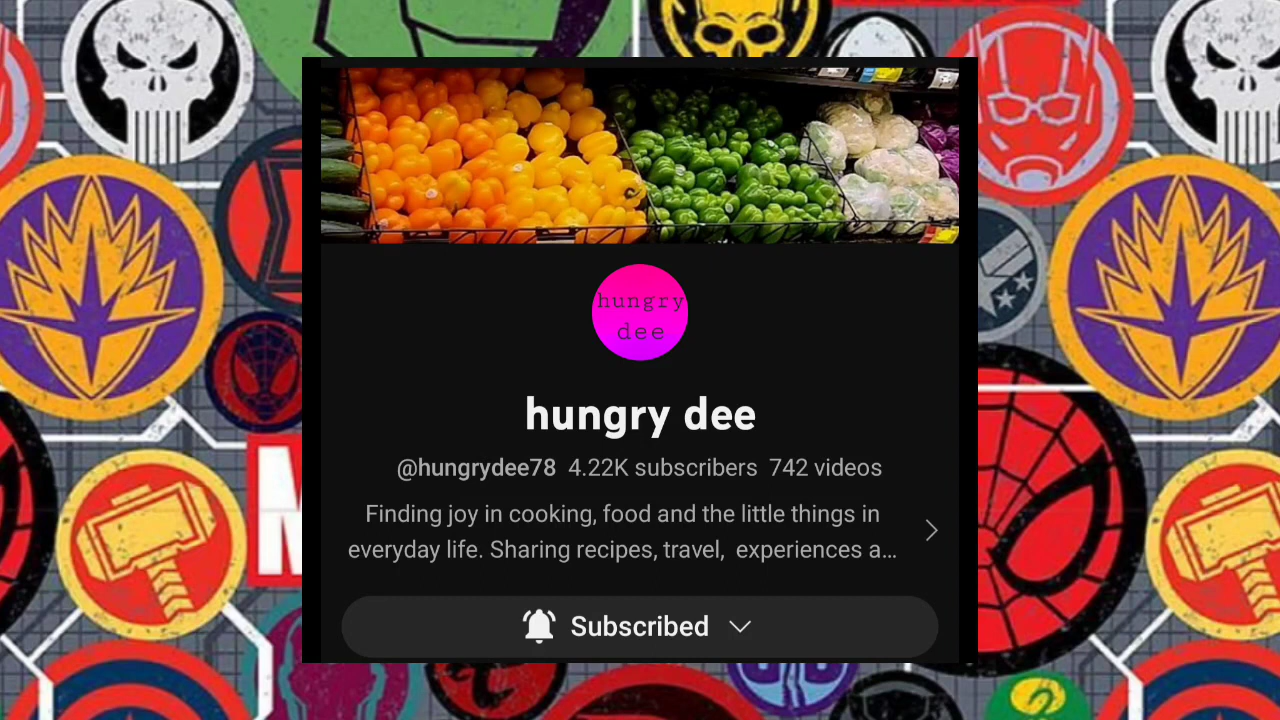 hungry
dee
hungry dee
@hungrydee78 4.22K subscribers 742 videos
Finding joy in cooking, food and the little things in
everyday life. Sharing recipes, travel, experiences a...
Subscribed